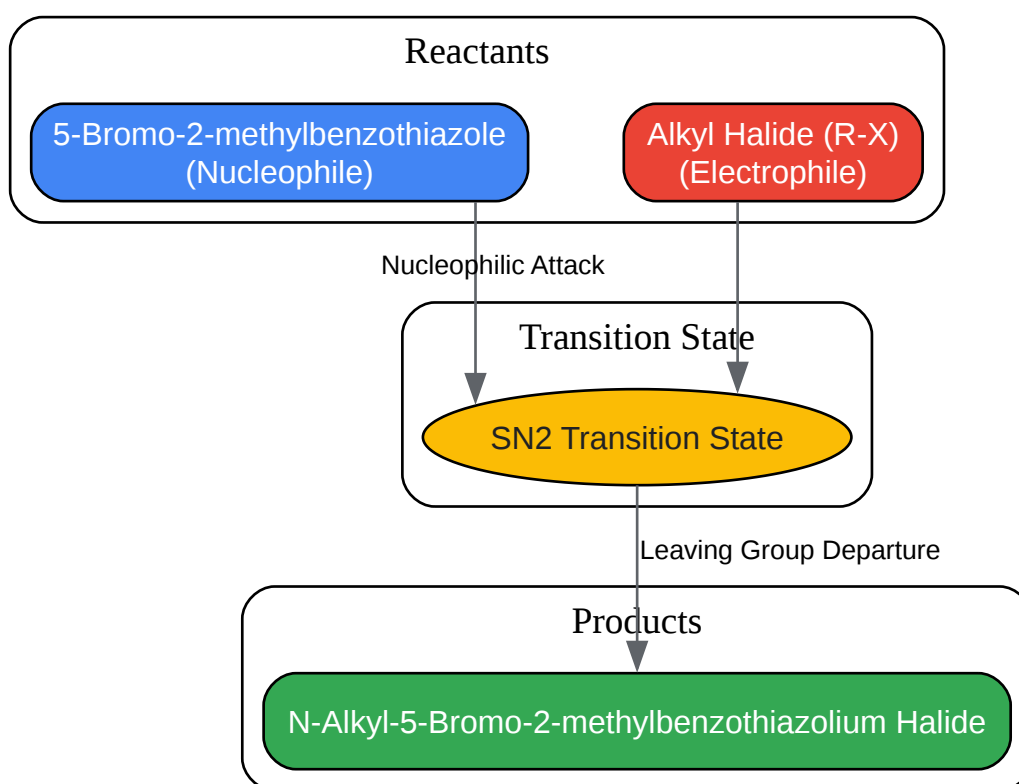 Reactants
5-Bromo-2-methylbenzothiazole
(Nucleophile)
Alkyl Halide (R-X)
(Electrophile)
Nucleophilic Attack
Transition State
SN2 Transition State
Leaving Group Departure
Products
N-Alkyl-5-Bromo-2-methylbenzothiazolium Halide